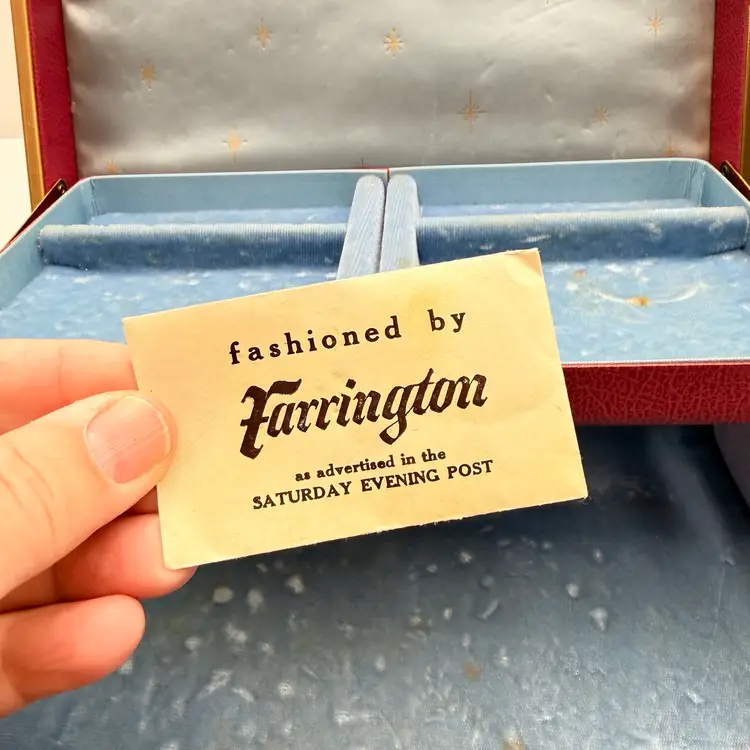 fashioned by
Farrington
as advertised in the
SATURDAY EVENING POST